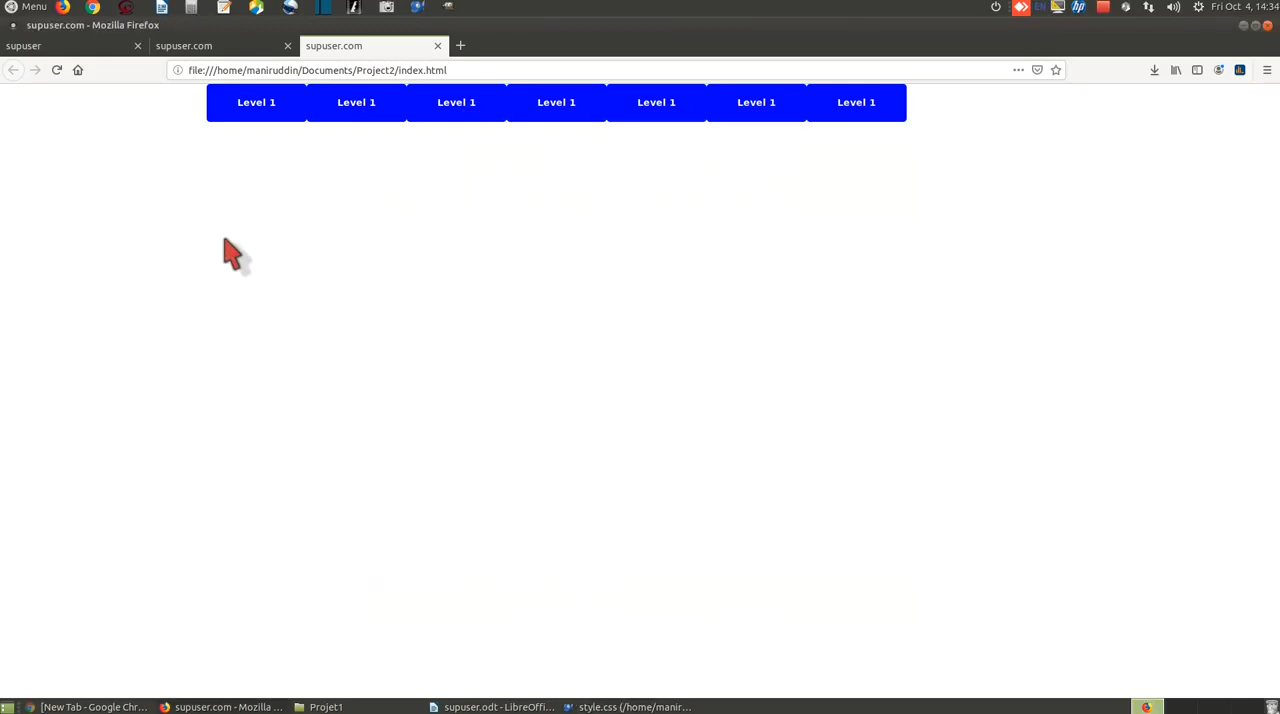 Menu EN Fri Oct 4, 14:34
supuser.com - Mozilla Firefox
supuser supuser.com supuser.com
file:///home/maniruddin/Documents/Project2/index.html
Level 1 Level 1 Level 1 Level 1 Level 1 Level 1 Level 1
[New Tab - Google Chr... supuser.com - Mozilla ... Projet1 supuser.odt - LibreOffi... style.css (/home/manir...